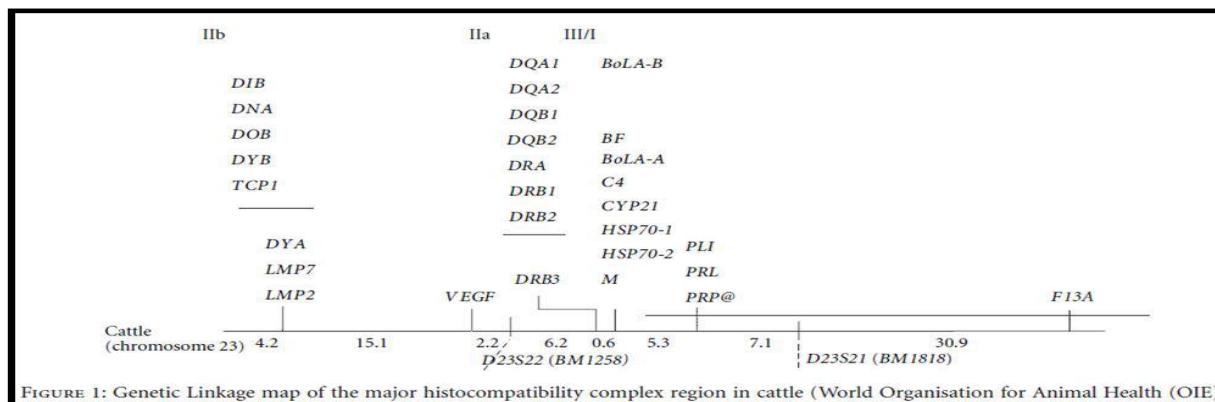 IIb IIa III/I
DIB
DNA
DOB
DYB
TCP1
DYA
LMP7
LMP2
VEGF
DQA1
DQA2
DQB1
DQB2
DRA
DRB1
DRB2
DRB3
BoLA-B
BF
BoLA-A
C4
CYP21
HSP70-1
HSP70-2
M
PLI
PRL
PRP@
F13A
Cattle
(chromosome 23) 4.2 15.1 2.2 6.2 0.6 5.3 7.1 30.9
D23S22 (BM1258) D23S21 (BM1818)
FIGURE 1: Genetic Linkage map of the major histocompatibility complex region in cattle (World Organisation for Animal Health (OIE)